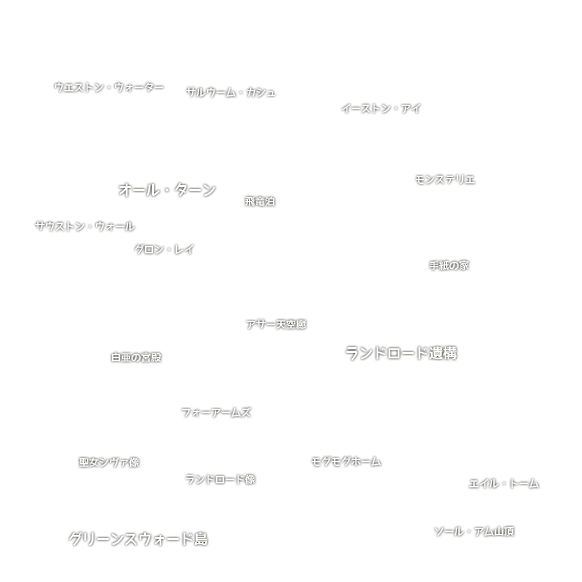 ウエストン・ウォーター
サルウーム・カシュ
イーストン・アイ
モンステリエ
オール・ターン
飛竜泊
サウストン・ウォール
グロン・レイ
手紙の家
アサー天空廊
ランドロード遺構
白亜の宮殿
フォーアームズ
聖女シヴァ像
モグモグホーム
ランドロード像
エイル・トーム
ソール・アム山頂
グリーンスウォード島